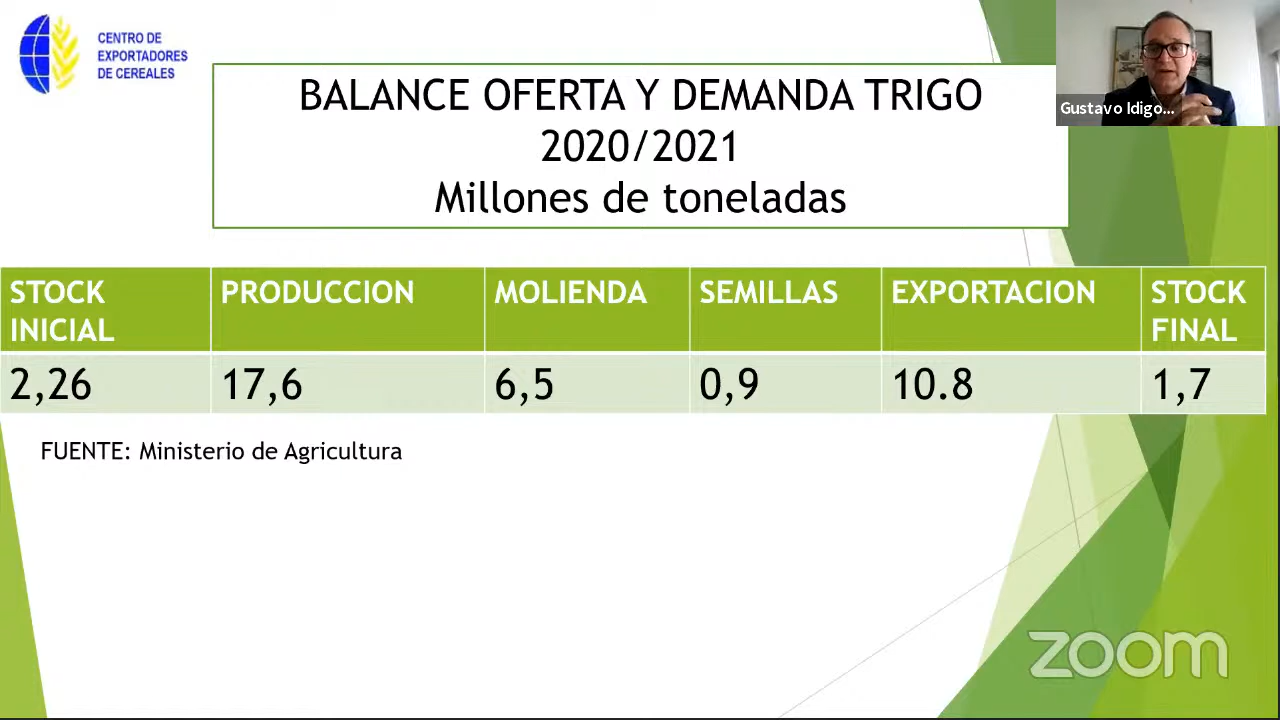 CENTRO DE
EXPORTADORES
DE CEREALES
BALANCE OFERTA Y DEMANDA TRIGO
2020/2021
Millones de toneladas
Gustavo Idigo...
STOCK INICIAL
PRODUCCION
MOLIENDA
SEMILLAS
EXPORTACION
STOCK FINAL
2,26
17,6
6,5
0,9
10.8
1,7
FUENTE: Ministerio de Agricultura
zoom